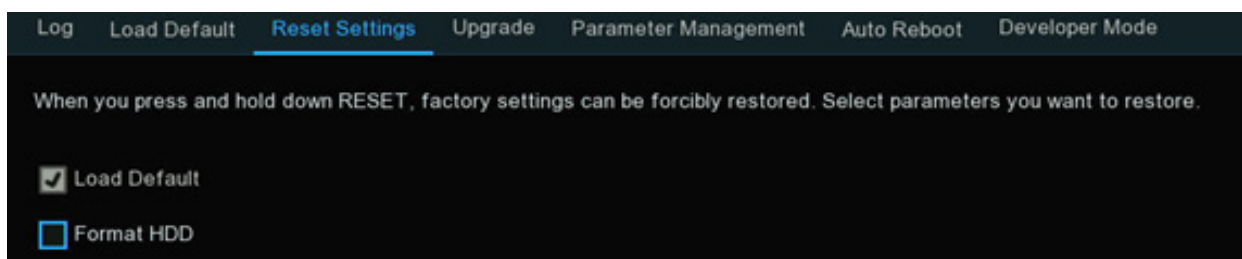 Log Load Default Reset Settings Upgrade Parameter Management Auto Reboot Developer Mode
When you press and hold down RESET, factory settings can be forcibly restored. Select parameters you want to restore.
Load Default
Format HDD